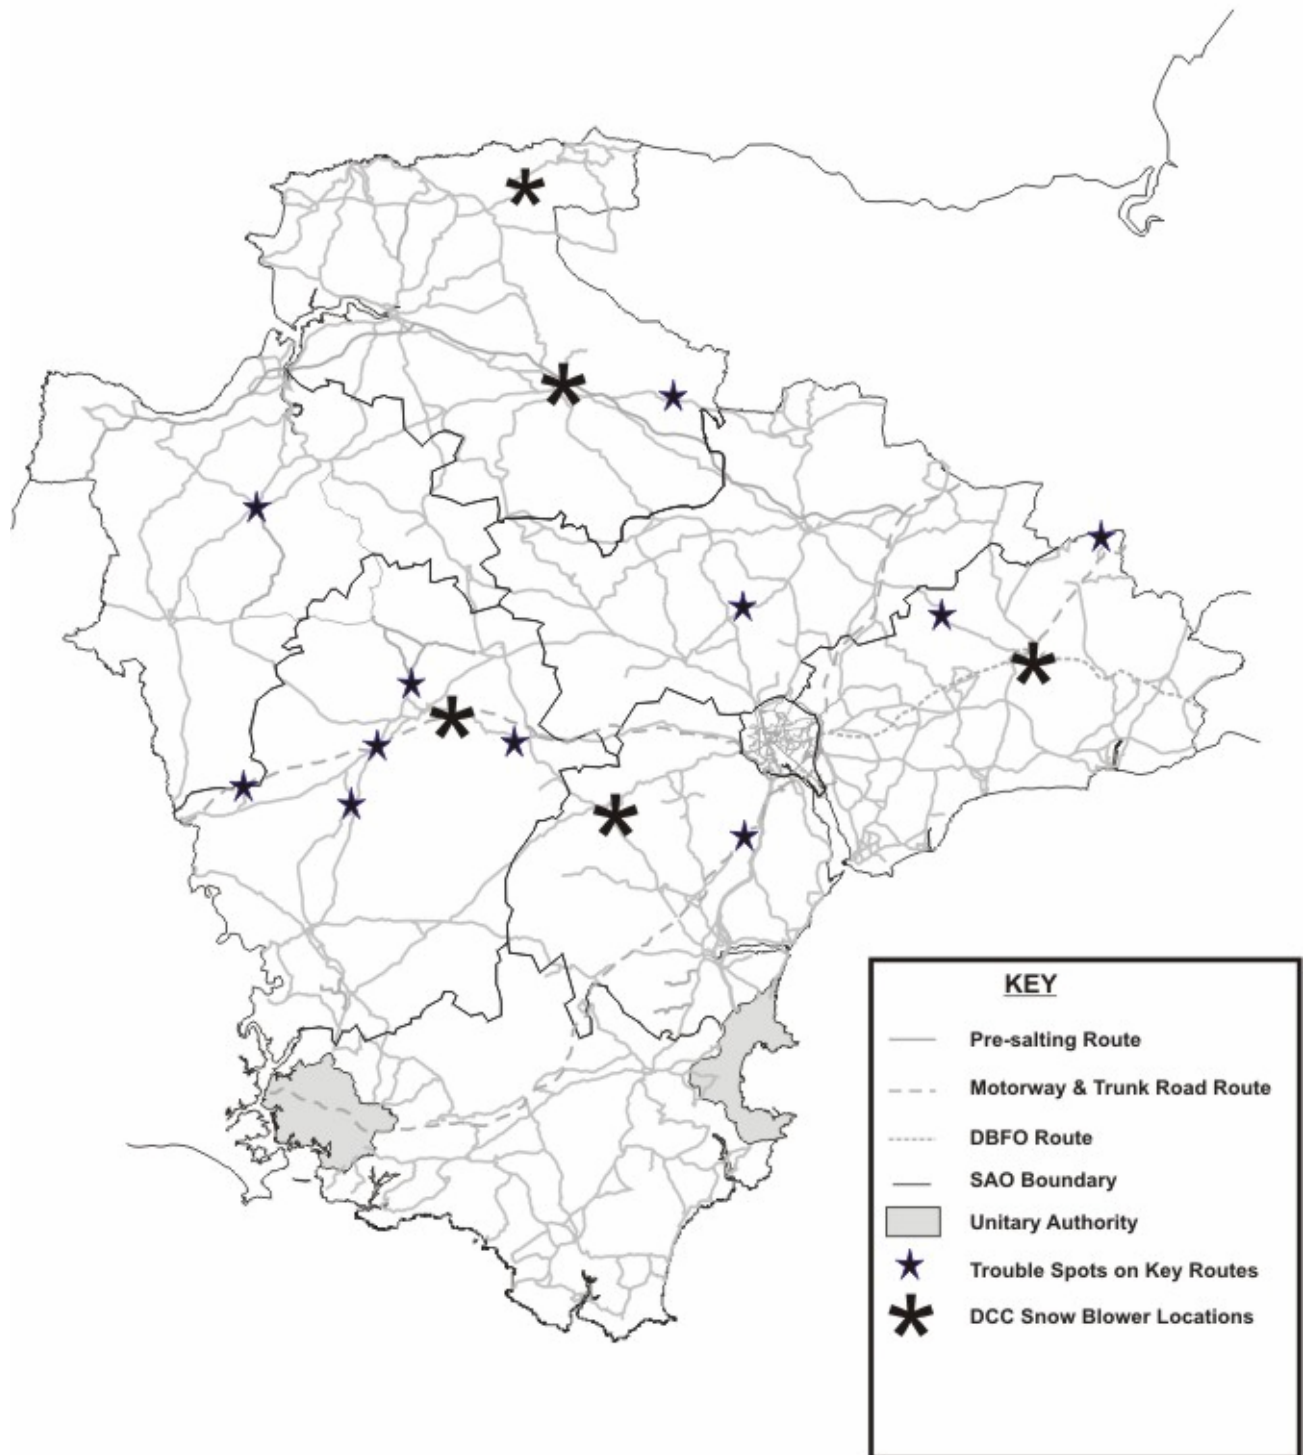 KEY
Pre-salting Route
Motorway & Trunk Road Route
DBFO Route
SAO Boundary
Unitary Authority
Trouble Spots on Key Routes
DCC Snow Blower Locations